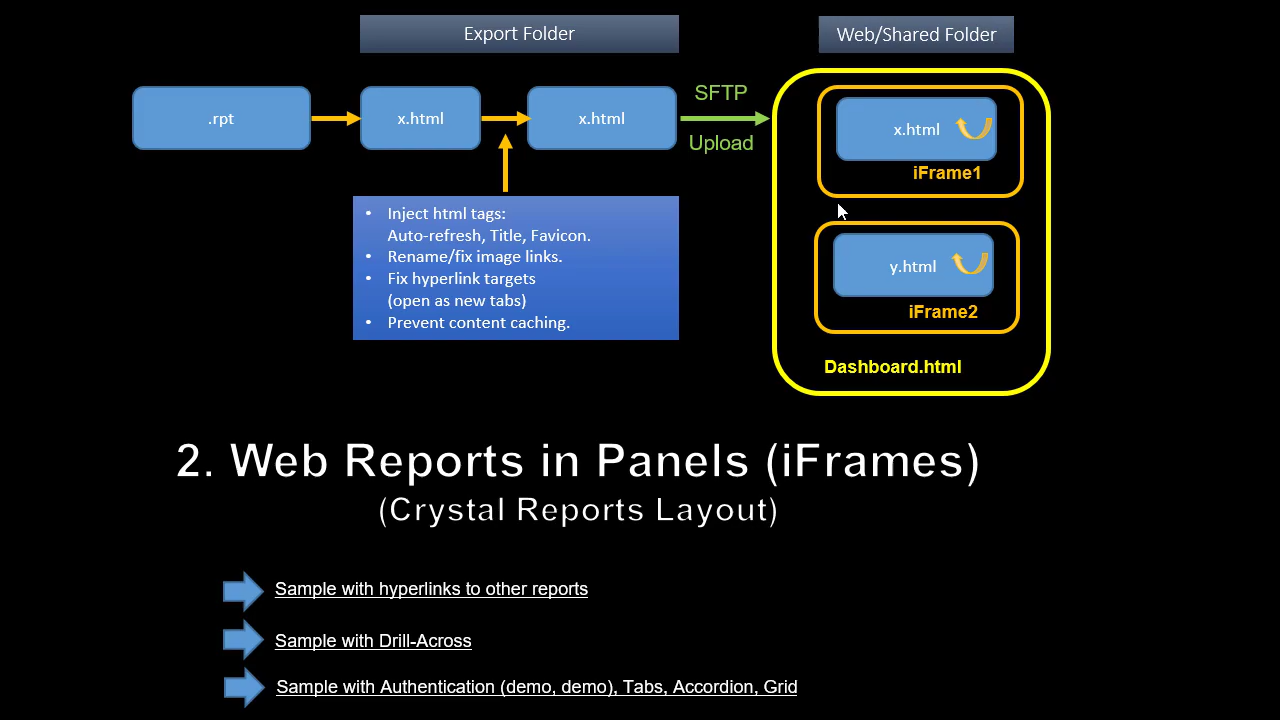 Export Folder
Web/Shared Folder
.rpt
x.html
x.html
SFTP
Upload
x.html
iFrame1
• Inject html tags:
Auto-refresh, Title, Favicon.
• Rename/fix image links.
• Fix hyperlink targets
(open as new tabs)
• Prevent content caching.
y.html
iFrame2
Dashboard.html
2. Web Reports in Panels (iFrames)
(Crystal Reports Layout)
Sample with hyperlinks to other reports
Sample with Drill-Across
Sample with Authentication (demo, demo), Tabs, Accordion, Grid